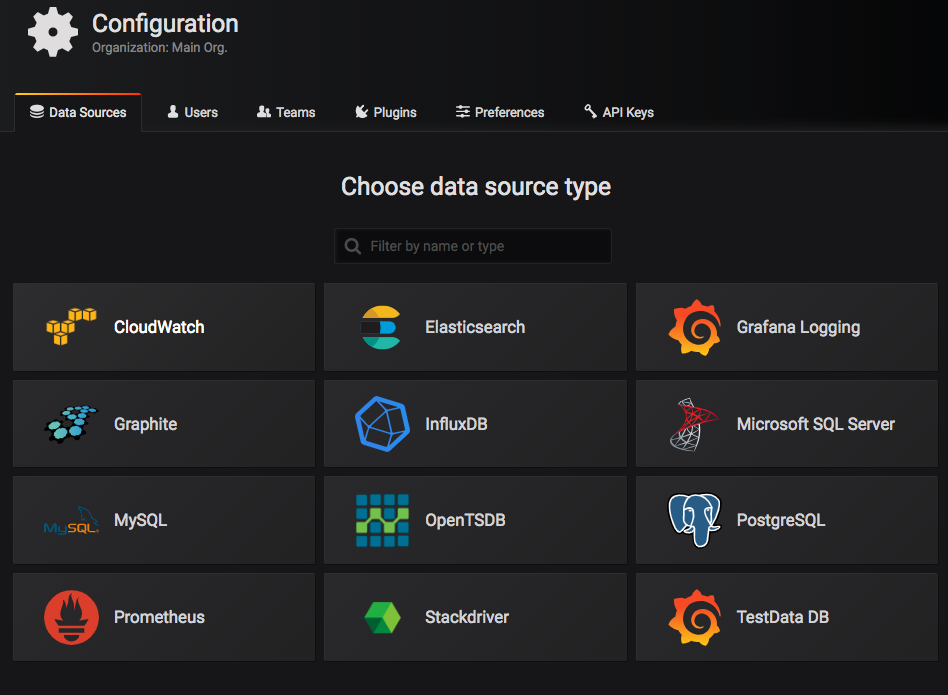 Configuration
Organization: Main Org.
Data Sources Users Teams Plugins Preferences API Keys
Choose data source type
Filter by name or type
CloudWatch Elasticsearch Grafana Logging
Graphite InfluxDB Microsoft SQL Server
MySQL MySQL OpenTSDB PostgreSQL
Prometheus Stackdriver TestData DB